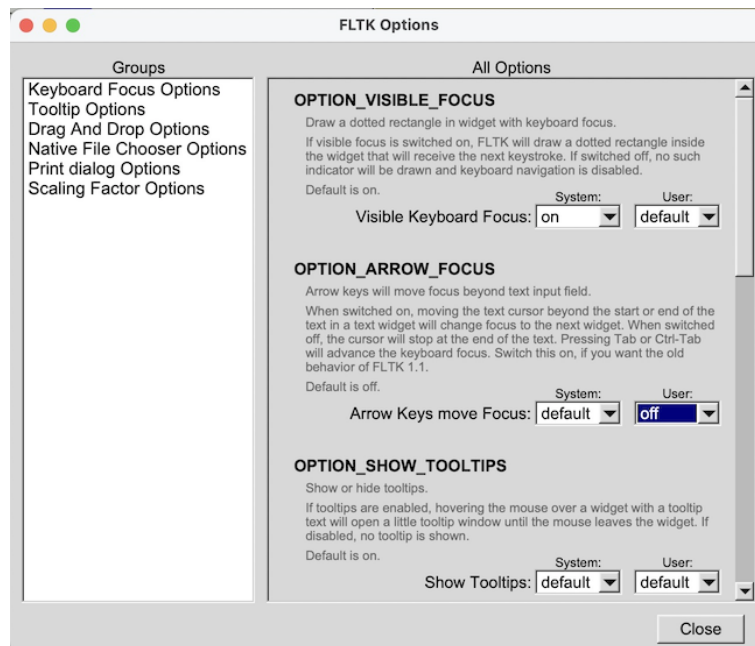 FLTK Options
Groups
Keyboard Focus Options
Tooltip Options
Drag And Drop Options
Native File Chooser Options
Print dialog Options
Scaling Factor Options
All Options
OPTION_VISIBLE_FOCUS
Draw a dotted rectangle in widget with keyboard focus.
If visible focus is switched on, FLTK will draw a dotted rectangle inside
the widget that will receive the next keystroke. If switched off, no such
indicator will be drawn and keyboard navigation is disabled.
Default is on.
System: User:
Visible Keyboard Focus: on default
OPTION_ARROW_FOCUS
Arrow keys will move focus beyond text input field.
When switched on, moving the text cursor beyond the start or end of the
text in a text widget will change focus to the next widget. When switched
off, the cursor will stop at the end of the text. Pressing Tab or Ctrl-Tab
will advance the keyboard focus. Switch this on, if you want the old
behavior of FLTK 1.1.
Default is off.
System: User:
Arrow Keys move Focus: default off
OPTION_SHOW_TOOLTIPS
Show or hide tooltips.
If tooltips are enabled, hovering the mouse over a widget with a tooltip
text will open a little tooltip window until the mouse leaves the widget. If
disabled, no tooltip is shown.
Default is on.
System: User:
Show Tooltips: default default
Close